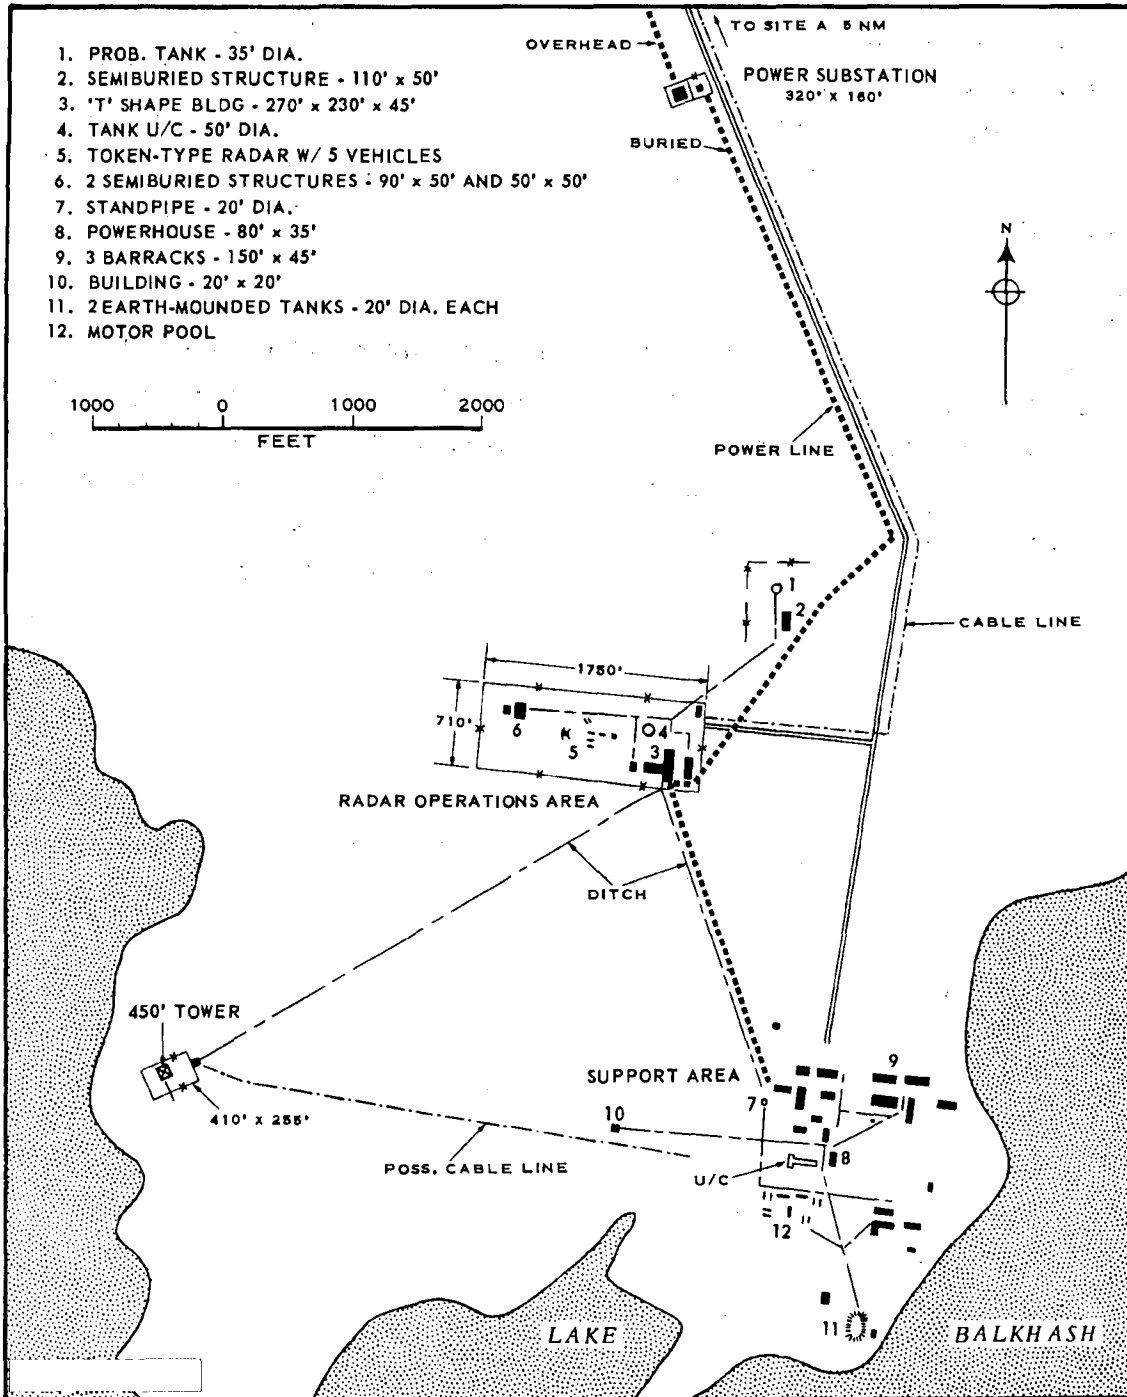 1. PROB. TANK - 35' DIA.
2. SEMIBURIED STRUCTURE - 110' x 50'
3. 'T' SHAPE BLDG - 270' x 230' x 45'
4. TANK U/C - 50' DIA.
5. TOKEN-TYPE RADAR W/ 5 VEHICLES
6. 2 SEMIBURIED STRUCTURES - 90' x 50' AND 50' x 50'
7. STANDPIPE - 20' DIA.
8. POWERHOUSE - 80' x 35'
9. 3 BARRACKS - 150' x 45'
10. BUILDING - 20' x 20'
11. 2 EARTH-MOUNDED TANKS - 20' DIA. EACH
12. MOTOR POOL
1000 0 1000 2000
FEET
TO SITE A 5 NM
OVERHEAD
POWER SUBSTATION
320' X 160'
BURIED
N
POWER LINE
1
2
CABLE LINE
1750'
710'
6
5
4
3
RADAR OPERATIONS AREA
DITCH
450' TOWER
410' X 255'
POSS. CABLE LINE
SUPPORT AREA
9
7
10
8
U/C
12
11
LAKE BALKHASH